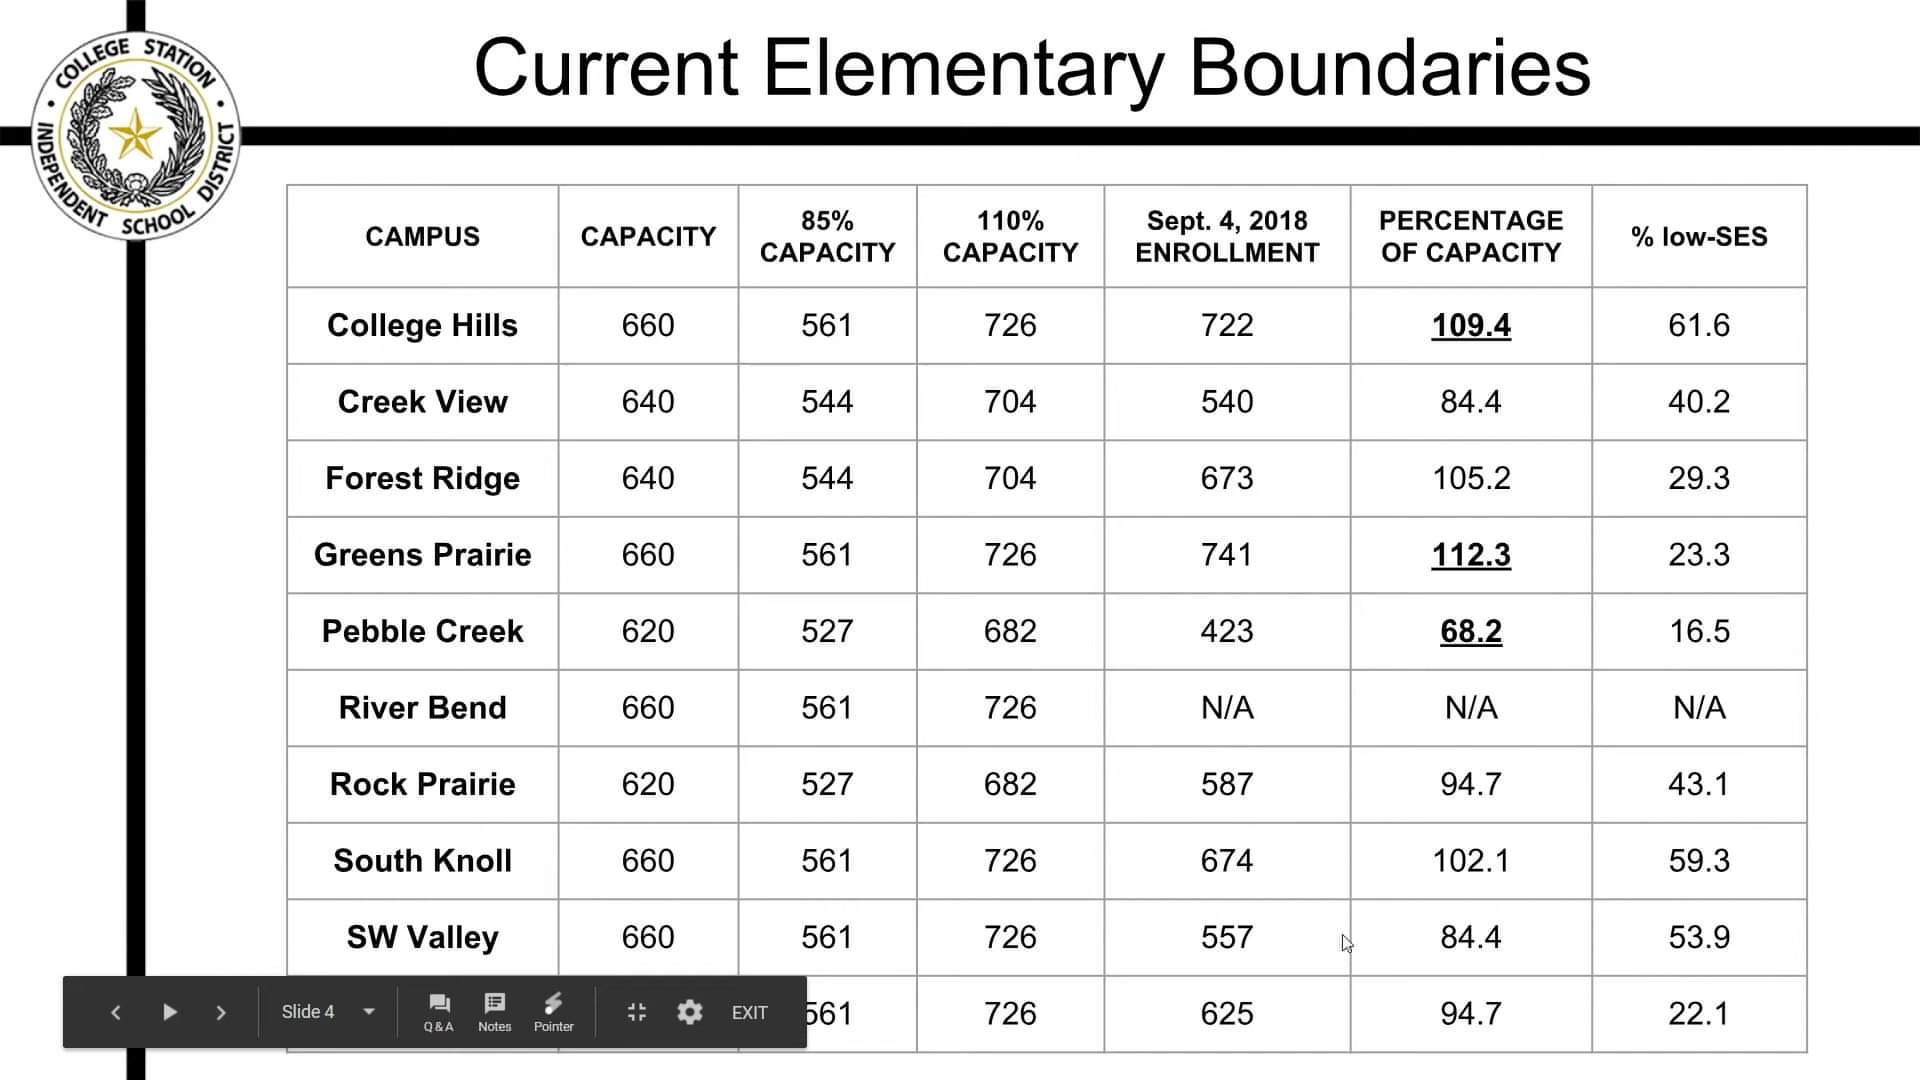 COLLEGE STATION
INDEPENDENT SCHOOL DISTRICT
Current Elementary Boundaries
CAMPUS CAPACITY 85% CAPACITY 110% CAPACITY Sept. 4, 2018 ENROLLMENT PERCENTAGE OF CAPACITY % low-SES
College Hills 660 561 726 722 109.4 61.6
Creek View 640 544 704 540 84.4 40.2
Forest Ridge 640 544 704 673 105.2 29.3
Greens Prairie 660 561 726 741 112.3 23.3
Pebble Creek 620 527 682 423 68.2 16.5
River Bend 660 561 726 N/A N/A N/A
Rock Prairie 620 527 682 587 94.7 43.1
South Knoll 660 561 726 674 102.1 59.3
SW Valley 660 561 726 557 84.4 53.9
561 726 625 94.7 22.1
Slide 4 Q & A Notes Pointer EXIT